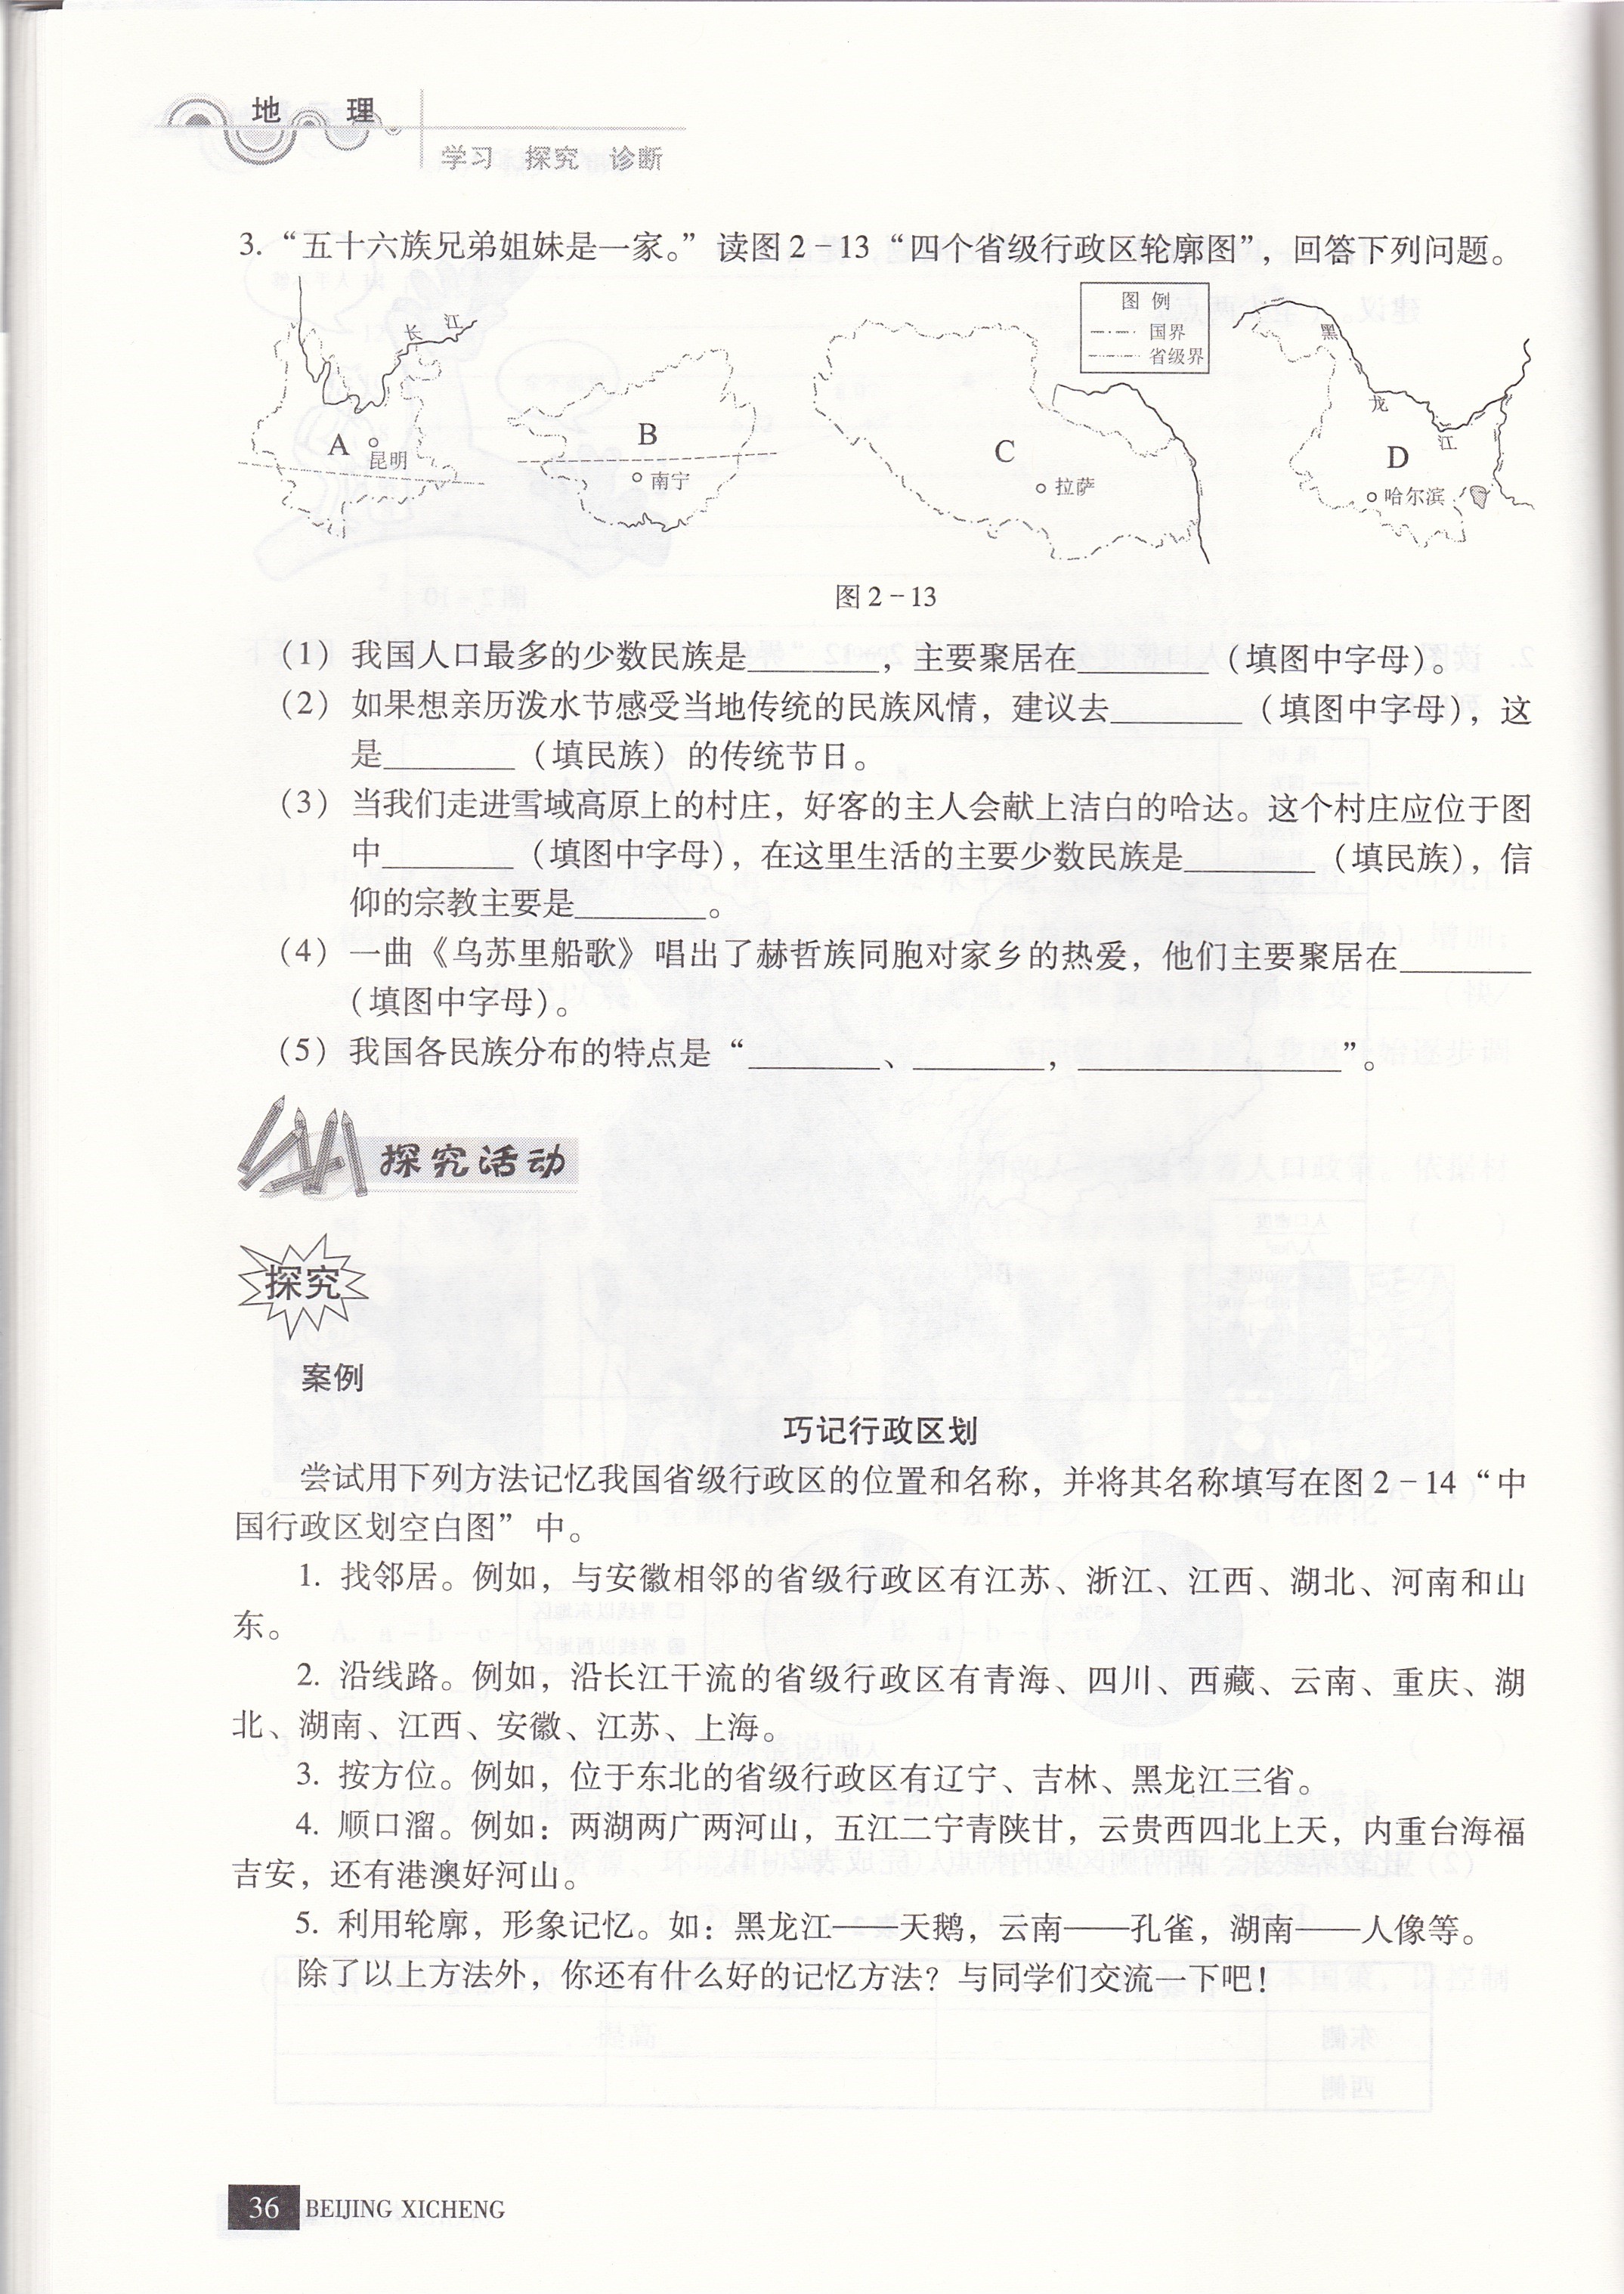 地 理
学习 探究 诊断
3. “五十六族兄弟姐妹是一家。”读图2－13“四个省级行政区轮廓图”，回答下列问题。
图 例
国界
省级界
长 江
A
昆明
B
南宁
C
拉萨
黑
龙
江
D
哈尔滨
图2－13
（1）我国人口最多的少数民族是________，主要聚居在________（填图中字母）。
（2）如果想亲历泼水节感受当地传统的民族风情，建议去________（填图中字母），这
是________（填民族）的传统节日。
（3）当我们走进雪域高原上的村庄，好客的主人会献上洁白的哈达。这个村庄应位于图
中________（填图中字母），在这里生活的主要少数民族是________（填民族），信
仰的宗教主要是________。
（4）一曲《乌苏里船歌》唱出了赫哲族同胞对家乡的热爱，他们主要聚居在________
（填图中字母）。
（5）我国各民族分布的特点是“________、________，________________”。
探究活动
探究
案例
巧记行政区划
尝试用下列方法记忆我国省级行政区的位置和名称，并将其名称填写在图2－14“中
国行政区划空白图”中。
1. 找邻居。例如，与安徽相邻的省级行政区有江苏、浙江、江西、湖北、河南和山
东。
2. 沿线路。例如，沿长江干流的省级行政区有青海、四川、西藏、云南、重庆、湖
北、湖南、江西、安徽、江苏、上海。
3. 按方位。例如，位于东北的省级行政区有辽宁、吉林、黑龙江三省。
4. 顺口溜。例如：两湖两广两河山，五江二宁青陕甘，云贵西四北上天，内重台海福
吉安，还有港澳好河山。
5. 利用轮廓，形象记忆。如：黑龙江——天鹅，云南——孔雀，湖南——人像等。
除了以上方法外，你还有什么好的记忆方法？与同学们交流一下吧！
36 BEIJING XICHENG